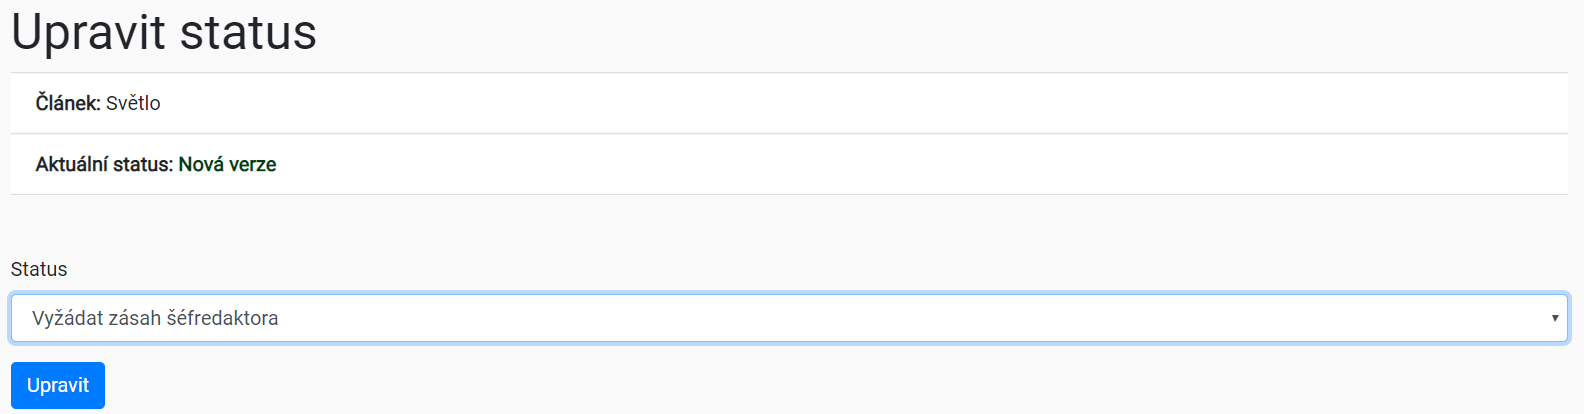 Upravit status
Článek: Světlo
Aktuální status: Nová verze
Status
Vyžádat zásah šéfredaktora
Upravit